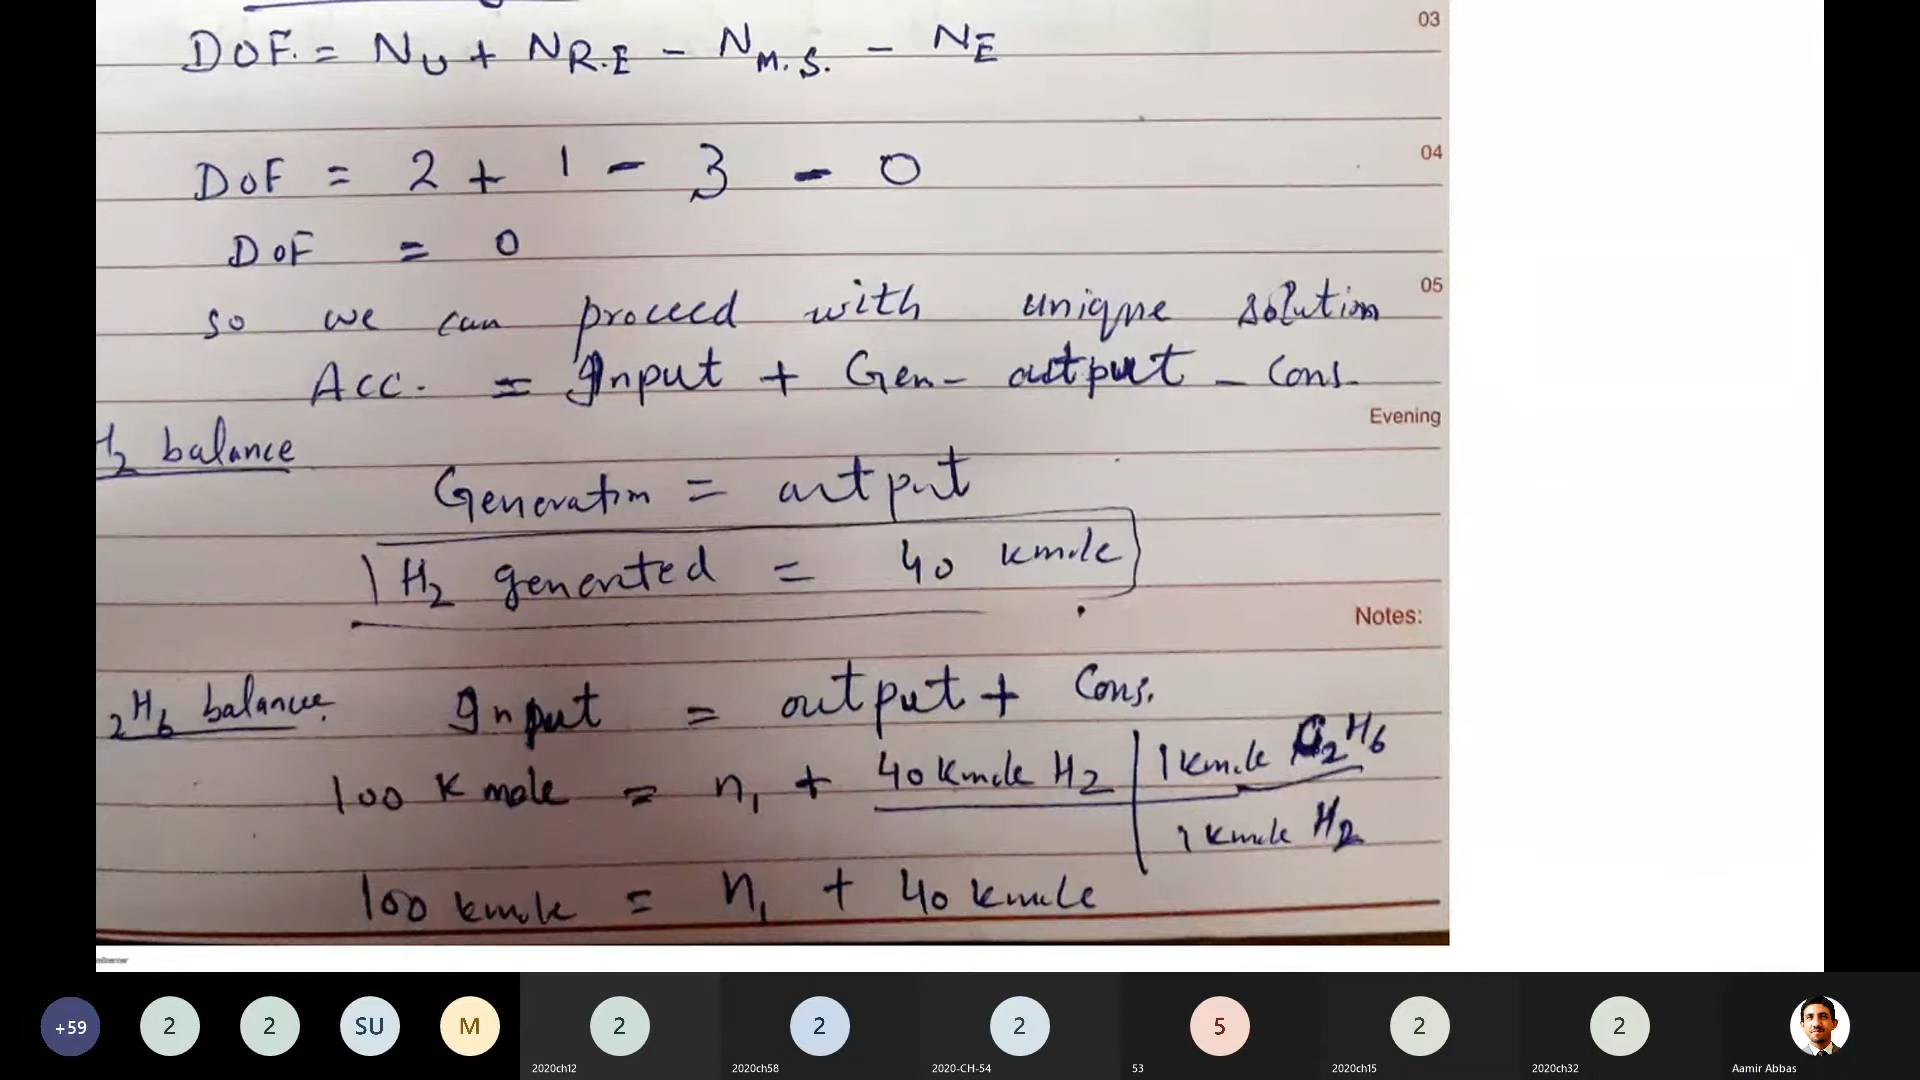 DOF. = NU + NR.E - NM.S. - NE
03
DOF = 2 + 1 - 3 - 0
04
DOF = 0
05
so we can proceed with unique solution
Acc. = Input + Gen - output - Cons.
Evening
H2 balance
Generation = output
H2 generated = 40 kmole
Notes:
2H6 balance. Input = output + Cons.
100 Kmole = n1 + 40 Kmole H2 | 1 kmole C2H6
1 kmole H2
100 kmole = n1 + 40 kmole
+59
2
2
SU
M
2
2
2
5
2
2
2020ch12
2020ch58
2020-CH-54
53
2020ch15
2020ch32
Aamir Abbas